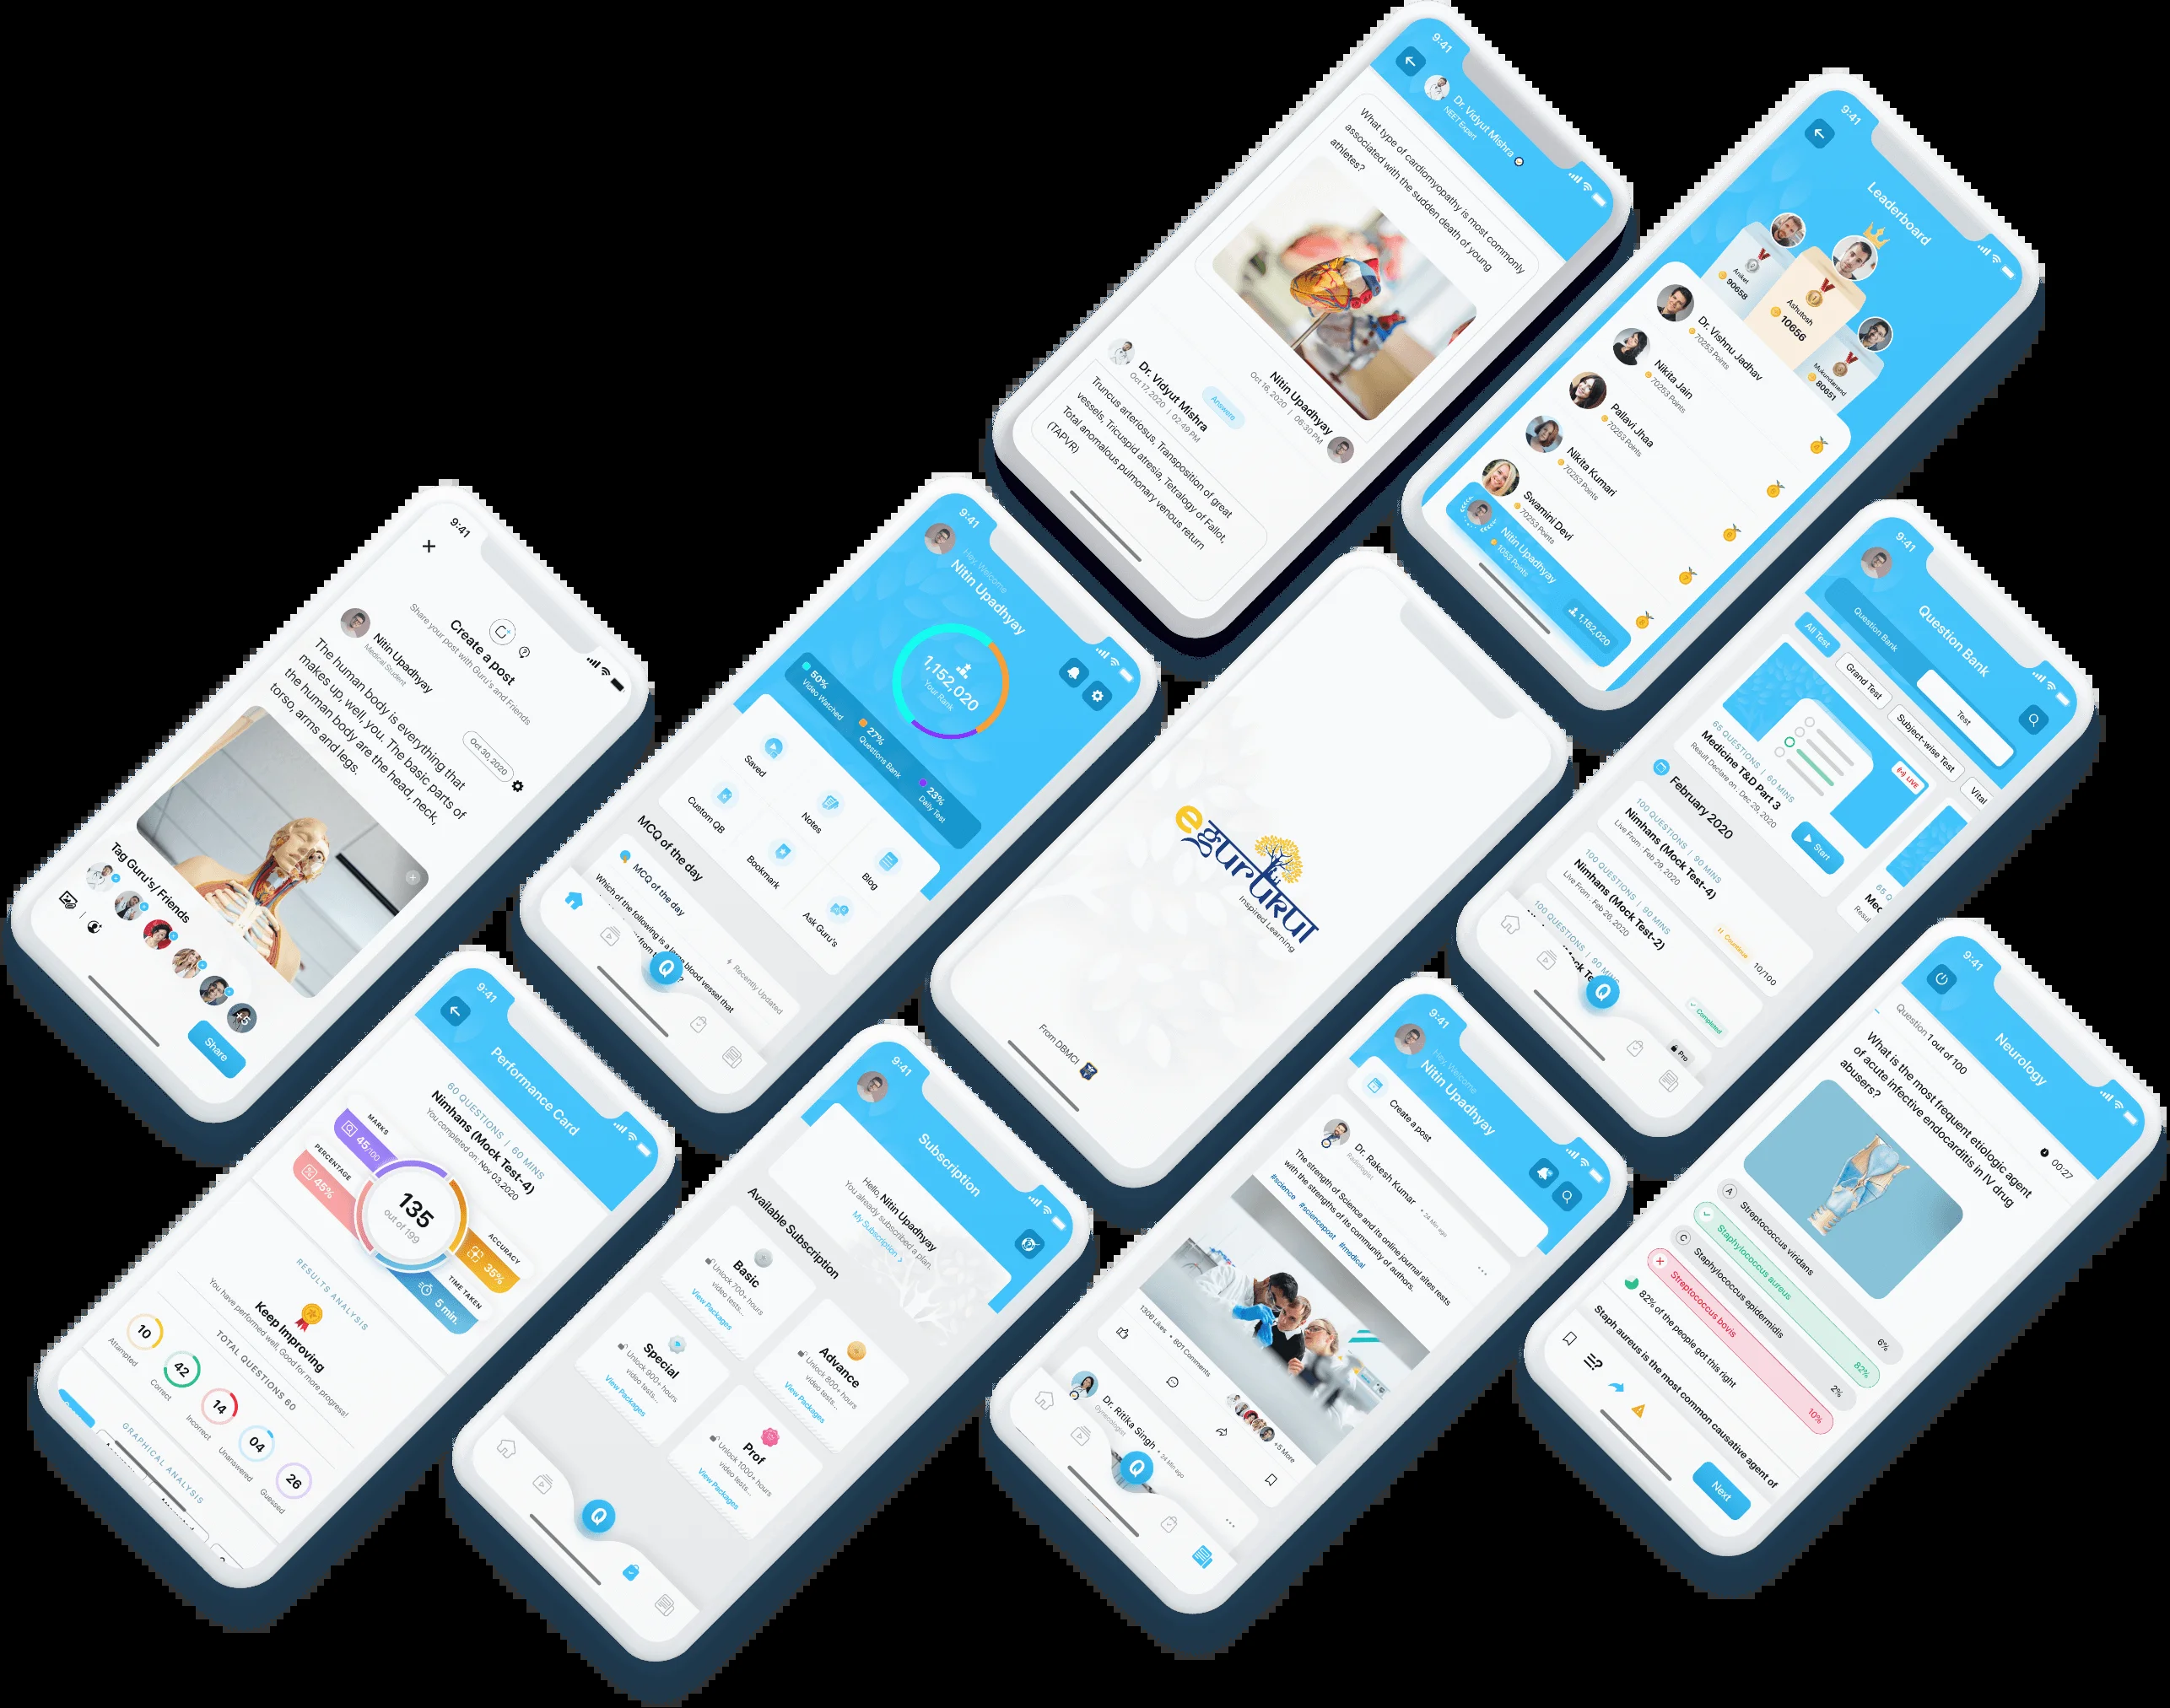 9:41
Dr. Vidyut Mishra
NEET Expert
What type of cardiomyopathy is most commonly
associated with the sudden death of young
athletes?
Nitin Upadhyay
Oct 16, 2020 | 06:30 PM
Answere
Dr. Vidyut Mishra
Oct 17, 2020 | 02:49 PM
Truncus arteriosus, Transposition of great
vessels, Tricuspid atresia, Tetralogy of Fallot,
Total anomalous pulmonary venous return
(TAPVR)
9:41
Leaderboard
Aniket
90658
Ashutosh
10656
Mukundanand
80651
Dr. Vishnu Jadhav
70253 Points
Nikita Jain
70253 Points
Pallavi Jhaa
70253 Points
Nikita Kumari
70253 Points
Swamini Devi
70253 Points
Nitin Upadhyay
1053 Points
1,152,020
9:41
Create a post
Share your post with Guru's and Friends
Nitin Upadhyay
Medical Student
Oct 30, 2020
The human body is everything that
makes up, well, you. The basic parts of
the human body are the head, neck,
torso, arms and legs.
Tag Guru's/ Friends
+5
Share
9:41
Hey, Welcome
Nitin Upadhyay
1,152,020
Your Rank
60%
Video Watched
27%
Questions Bank
23%
Daily Test
Saved
Notes
Blog
Custom QB
Bookmark
Ask Guru's
MCQ of the day
MCQ of the day
Recently Updated
Which of the following is a large blood vessel that
Q
egurukul
Inspired Learning
From DBMCI
9:41
Question Bank
Question Bank
Test
All Test
Grand Test
Subject-wise Test
Vital
LIVE
65 QUESTIONS | 60 MINS
Medicine T&D Part 3
Result Declare on : Dec 29, 2020
Start
February 2020
100 QUESTIONS | 90 MINS
Nimhans (Mock Test-4)
Live From : Feb 29, 2020
Countinue
10/100
100 QUESTIONS | 90 MINS
Nimhans (Mock Test-2)
Live From : Feb 26, 2020
Completed
100 QUESTIONS | 90 MINS
Pro
Q
9:41
Performance Card
60 QUESTIONS | 60 MINS
Nimhans (Mock Test-4)
You completed on: Nov 03,2020
MARKS
45/100
PERCENTAGE
45%
135
out of 199
ACCURACY
35%
TIME TAKEN
5 min.
RESULTS ANALYSIS
Keep Improving
You have performed well, Good for more progress!
TOTAL QUESTIONS 60
10
Attempted
42
Correct
14
Incorrect
04
Unanswered
26
Guessed
GRAPHICAL ANALYSIS
9:41
Subscription
Hello, Nitin Upadhyay
You already subscribed a plan.
My Subscription >
Available Subscription
Basic
Unlock 700+ hours
video tests...
View Packages
Advance
Unlock 800+ hours
video tests...
View Packages
Special
Unlock 900+ hours
video tests...
View Packages
Prof
Unlock 1000+ hours
video tests...
View Packages
Q
9:41
Hey, Welcome
Nitin Upadhyay
Create a post
Dr. Rakesh Kumar • 24 Min ago
Radiologist
The strength of Science and its online journal sites rests
with the strengths of its community of authors.
#science #sciencepost #medical
1306 Likes • 601 Comments
+5 More
Dr. Ritika Singh • 24 Min ago
Gynecologist
Q
9:41
Neurology
Question 1 out of 100
00:27
What is the most frequent etiologic agent
of acute infective endocarditis in IV drug
abusers?
A Streptococcus viridans 6%
Staphylococcus aureus 82%
C Staphylococcus epidermidis 2%
Streptococcus bovis 10%
82% of the people got this right
Staph aureus is the most common causative agent of
Next